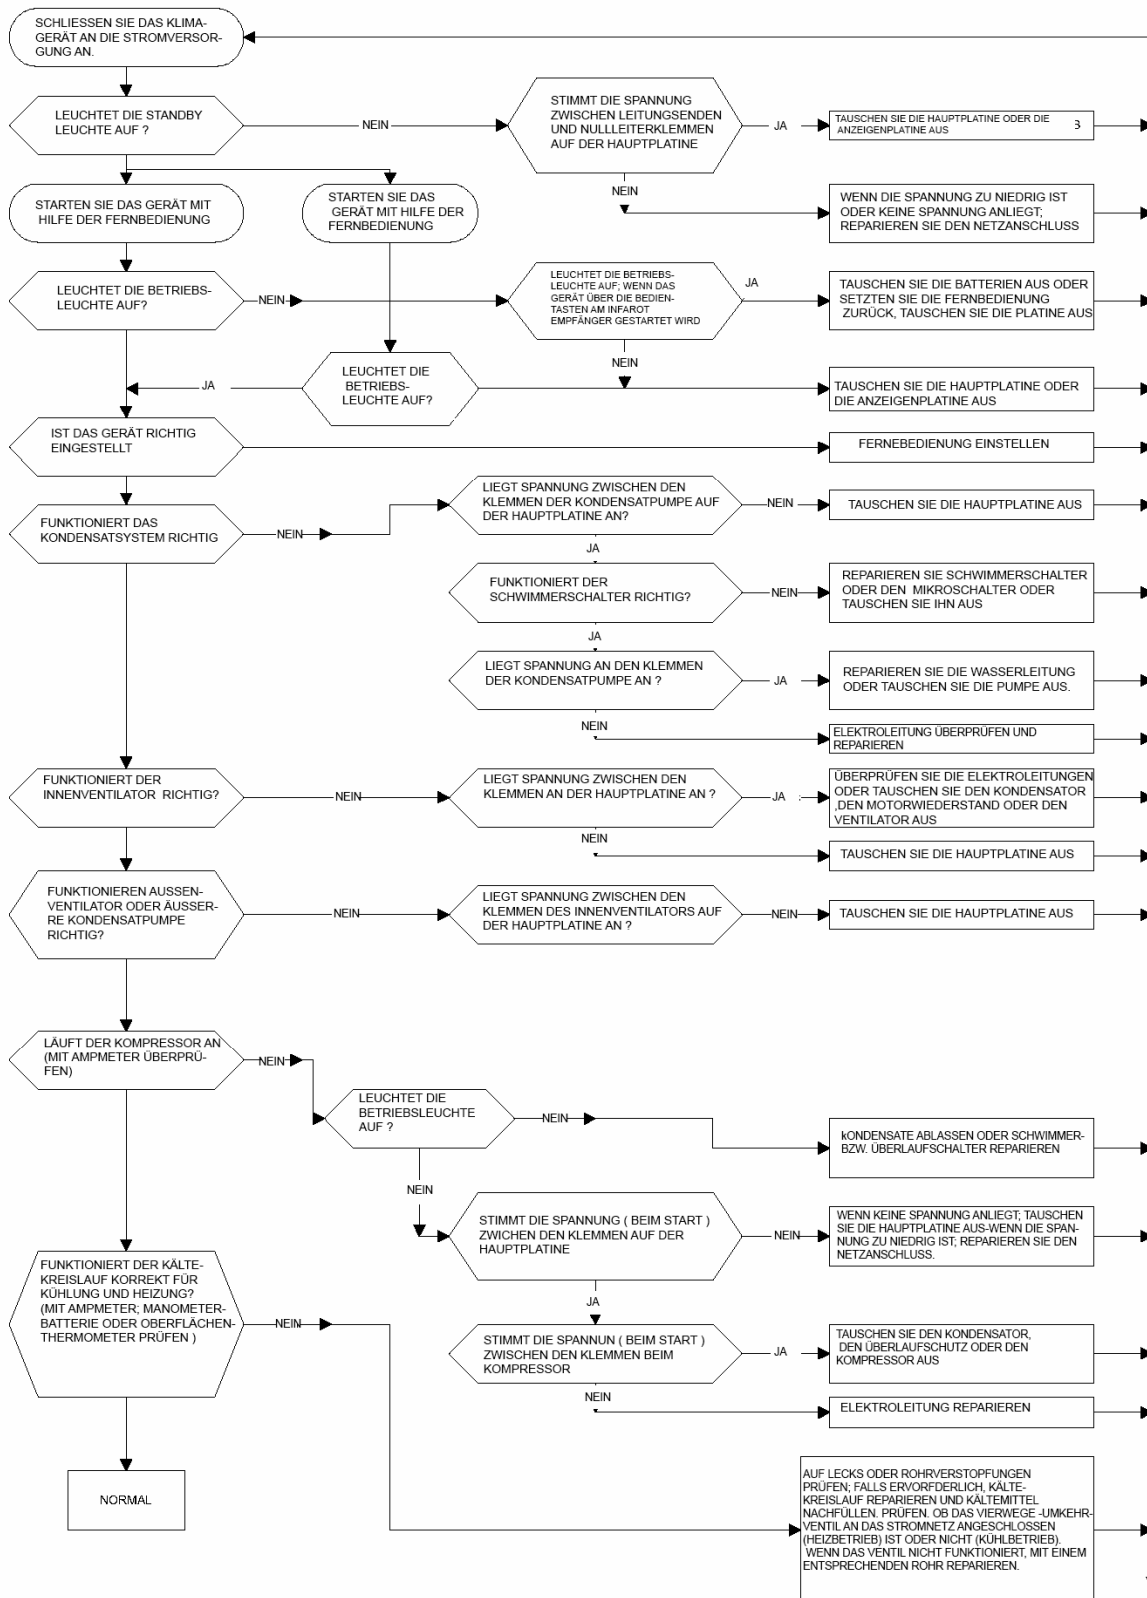 SCHLIESSEN SIE DAS KLIMA-
GERÄT AN DIE STROMVERSOR-
GUNG AN.
LEUCHTET DIE STANDBY
LEUCHTE AUF ?
NEIN
STIMMT DIE SPANNUNG
ZWISCHEN LEITUNGSENDEN
UND NULLLEITERKLEMMEN
AUF DER HAUPTPLATINE
JA
TAUSCHEN SIE DIE HAUPTPLATINE ODER DIE
ANZEIGENPLATINE AUS
NEIN
WENN DIE SPANNUNG ZU NIEDRIG IST
ODER KEINE SPANNUNG ANLIEGT;
REPARIEREN SIE DEN NETZANSCHLUSS
STARTEN SIE DAS GERÄT MIT
HILFE DER FERNBEDIENUNG
STARTEN SIE DAS
GERÄT MIT HILFE DER
FERNBEDIENUNG
LEUCHTET DIE BETRIEBS-
LEUCHTE AUF?
NEIN
LEUCHTET DIE BETRIEBS-
LEUCHTE AUF; WENN DAS
GERÄT ÜBER DIE BEDIEN-
TASTEN AM INFAROT
EMPFÄNGER GESTARTET WIRD
JA
TAUSCHEN SIE DIE BATTERIEN AUS ODER
SETZTEN SIE DIE FERNBEDIENUNG
ZURÜCK, TAUSCHEN SIE DIE PLATINE AUS
NEIN
JA
LEUCHTET DIE
BETRIEBS-
LEUCHTE AUF?
TAUSCHEN SIE DIE HAUPTPLATINE ODER
DIE ANZEIGENPLATINE AUS
IST DAS GERÄT RICHTIG
EINGESTELLT
FERNEBEDIENUNG EINSTELLEN
FUNKTIONIERT DAS
KONDENSATSYSTEM RICHTIG
NEIN
LIEGT SPANNUNG ZWISCHEN DEN
KLEMMEN DER KONDENSATPUMPE AUF
DER HAUPTPLATINE AN?
NEIN
TAUSCHEN SIE DIE HAUPTPLATINE AUS
JA
FUNKTIONIERT DER
SCHWIMMERSCHALTER RICHTIG?
NEIN
REPARIEREN SIE SCHWIMMERSCHALTER
ODER DEN MIKROSCHALTER ODER
TAUSCHEN SIE IHN AUS
JA
LIEGT SPANNUNG AN DEN KLEMMEN
DER KONDENSATPUMPE AN ?
JA
REPARIEREN SIE DIE WASSERLEITUNG
ODER TAUSCHEN SIE DIE PUMPE AUS.
NEIN
ELEKTROLEITUNG ÜBERPRÜFEN UND
REPARIEREN
FUNKTIONIERT DER
INNENVENTILATOR RICHTIG?
NEIN
LIEGT SPANNUNG ZWISCHEN DEN
KLEMMEN AN DER HAUPTPLATINE AN ?
JA
ÜBERPRÜFEN SIE DIE ELEKTROLEITUNGEN
ODER TAUSCHEN SIE DEN KONDENSATOR
,DEN MOTORWIEDERSTAND ODER DEN
VENTILATOR AUS
NEIN
TAUSCHEN SIE DIE HAUPTPLATINE AUS
FUNKTIONIEREN AUSSEN-
VENTILATOR ODER ÄUSSER-
RE KONDENSATPUMPE
RICHTIG?
NEIN
LIEGT SPANNUNG ZWISCHEN DEN
KLEMMEN DES INNENVENTILATORS AUF
DER HAUPTPLATINE AN ?
NEIN
TAUSCHEN SIE DIE HAUPTPLATINE AUS
LÄUFT DER KOMPRESSOR AN
(MIT AMPMETER ÜBERPRÜ-
FEN)
NEIN
LEUCHTET DIE
BETRIEBSLEUCHTE
AUF ?
NEIN
kONDENSATE ABLASSEN ODER SCHWIMMER-
BZW. ÜBERLAUFSCHALTER REPARIEREN
NEIN
STIMMT DIE SPANNUNG ( BEIM START )
ZWICHEN DEN KLEMMEN AUF DER
HAUPTPLATINE
NEIN
WENN KEINE SPANNUNG ANLIEGT; TAUSCHEN
SIE DIE HAUPTPLATINE AUS-WENN DIE SPAN-
NUNG ZU NIEDRIG IST; REPARIEREN SIE DEN
NETZANSCHLUSS.
JA
FUNKTIONIERT DER KÄLTE-
KREISLAUF KORREKT FÜR
KÜHLUNG UND HEIZUNG?
(MIT AMPMETER; MANOMETER-
BATTERIE ODER OBERFLÄCHEN-
THERMOMETER PRÜFEN )
NEIN
STIMMT DIE SPANNUN ( BEIM START )
ZWISCHEN DEN KLEMMEN BEIM
KOMPRESSOR
JA
TAUSCHEN SIE DEN KONDENSATOR,
DEN ÜBERLAUFSCHUTZ ODER DEN
KOMPRESSOR AUS
NEIN
ELEKTROLEITUNG REPARIEREN
NORMAL
AUF LECKS ODER ROHRVERSTOPFUNGEN
PRÜFEN; FALLS ERVORFDERLICH, KÄLTE-
KREISLAUF REPARIEREN UND KÄLTEMITTEL
NACHFÜLLEN. PRÜFEN. OB DAS VIERWEGE -UMKEHR-
VENTIL AN DAS STROMNETZ ANGESCHLOSSEN
(HEIZBETRIEB) IST ODER NICHT (KÜHLBETRIEB).
WENN DAS VENTIL NICHT FUNKTIONIERT, MIT EINEM
ENTSPRECHENDEN ROHR REPARIEREN.